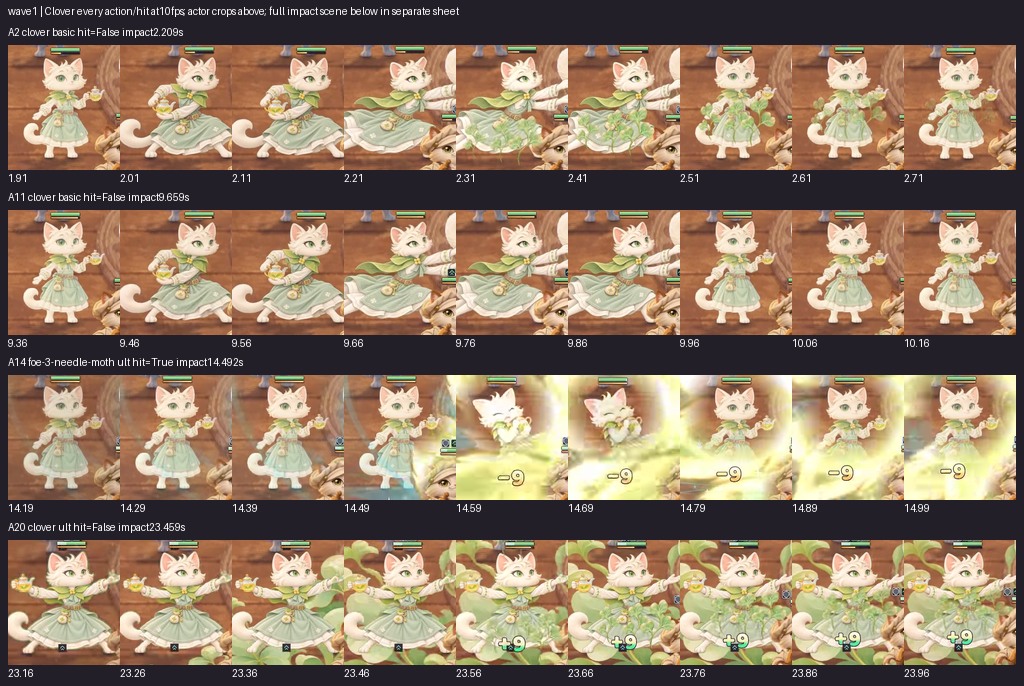 wave1 | Clover every action/hit at10fps; actor crops above; full impactscene below in separate sheet
A2 clover basic hit=False impact2.209s
1.91 2.01 2.11 2.21 2.31 2.41 2.51 2.61 2.71
A11 clover basic hit=False impact9.659s
9.36 9.46 9.56 9.66 9.76 9.86 9.96 10.06 10.16
A14 foe-3-needle-moth ult hit=True impact14.492s
-9 -9 -9 -9 -9
14.19 14.29 14.39 14.49 14.59 14.69 14.79 14.89 14.99
A20 clover ult hit=False impact23.459s
+9 +9 +9 +9 +9
23.16 23.26 23.36 23.46 23.56 23.66 23.76 23.86 23.96